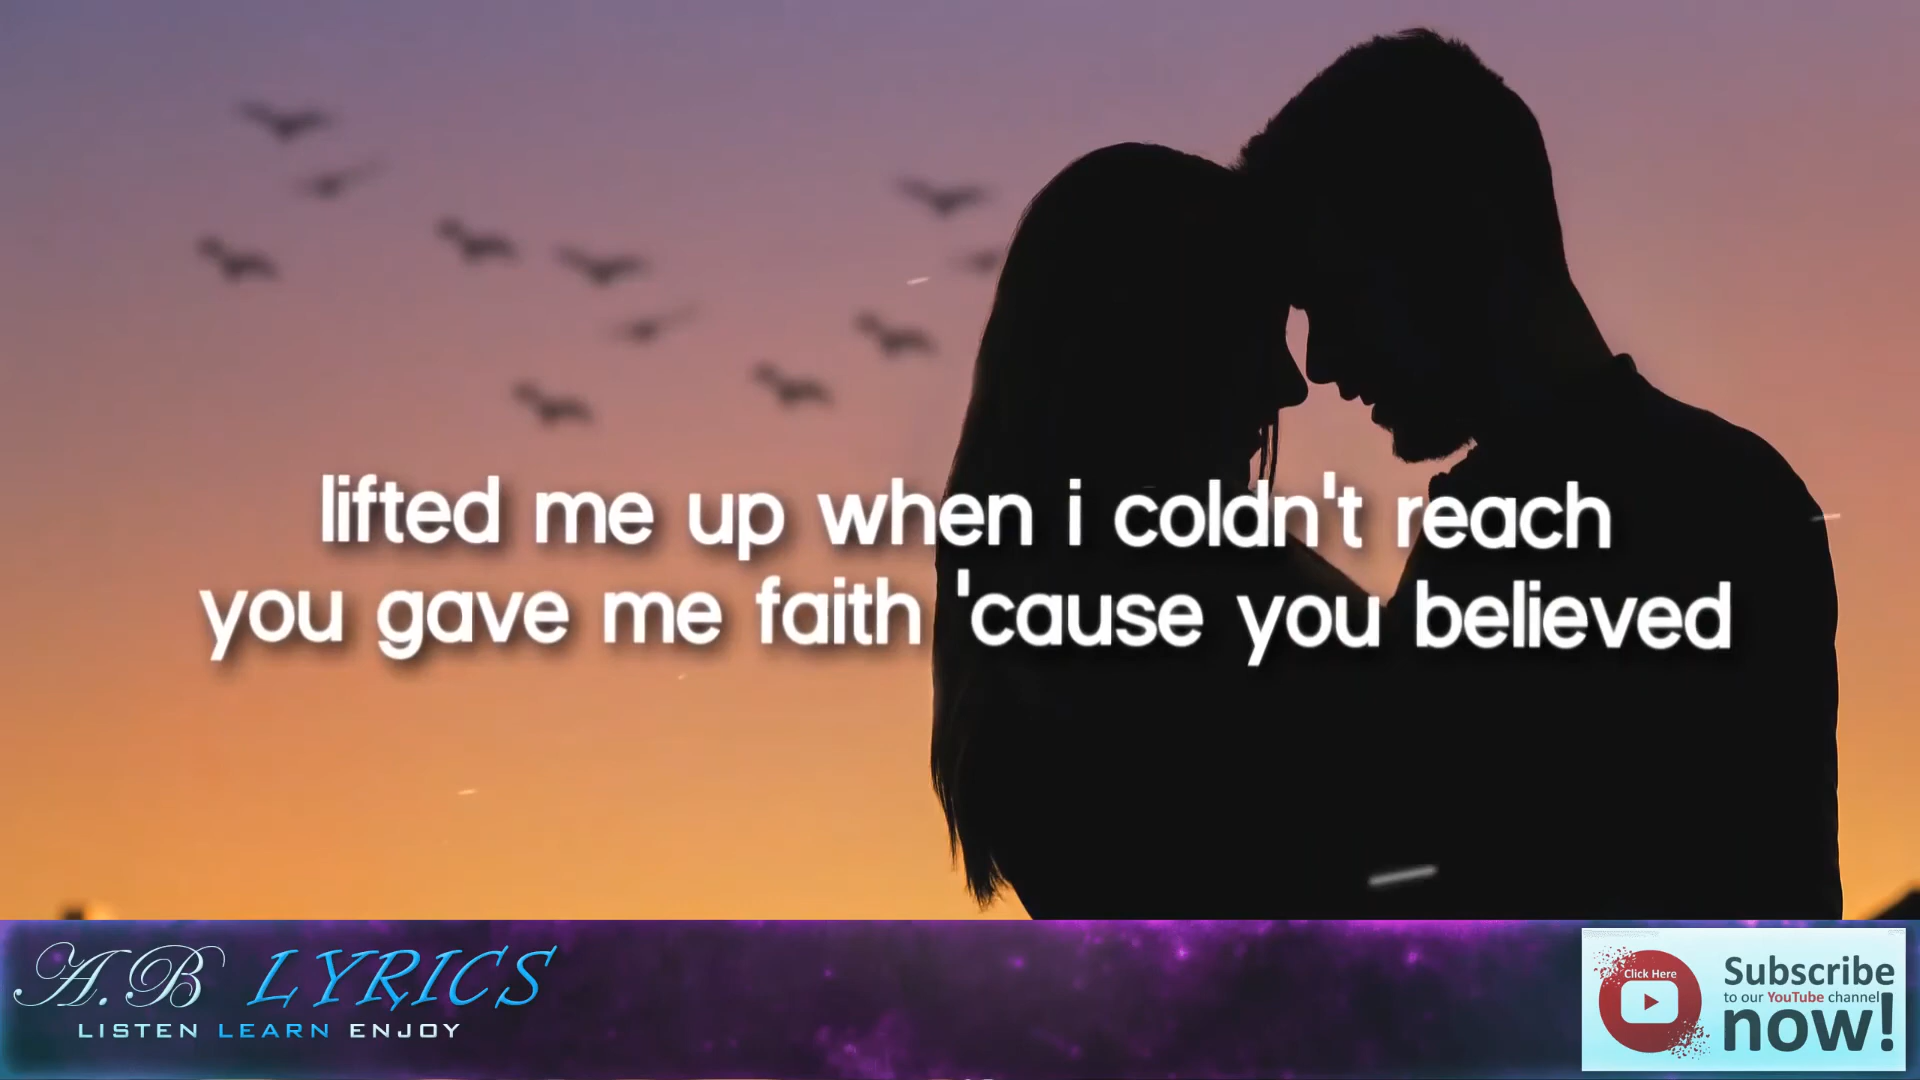 lifted me up when i coldn't reach
you gave me faith 'cause you believed
A.B LYRICS
LISTEN LEARN ENJOY
Click Here
Subscribe
to our YouTube channel
now!